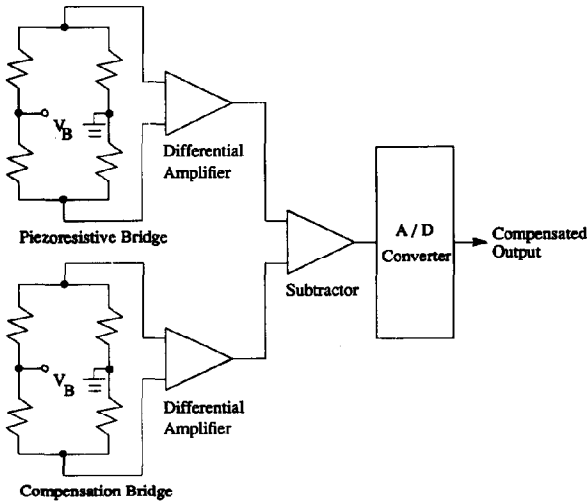 V_B
Differential
Amplifier
Piezoresistive Bridge
A / D
Converter
Compensated
Output
Subtractor
V_B
Differential
Amplifier
Compensation Bridge